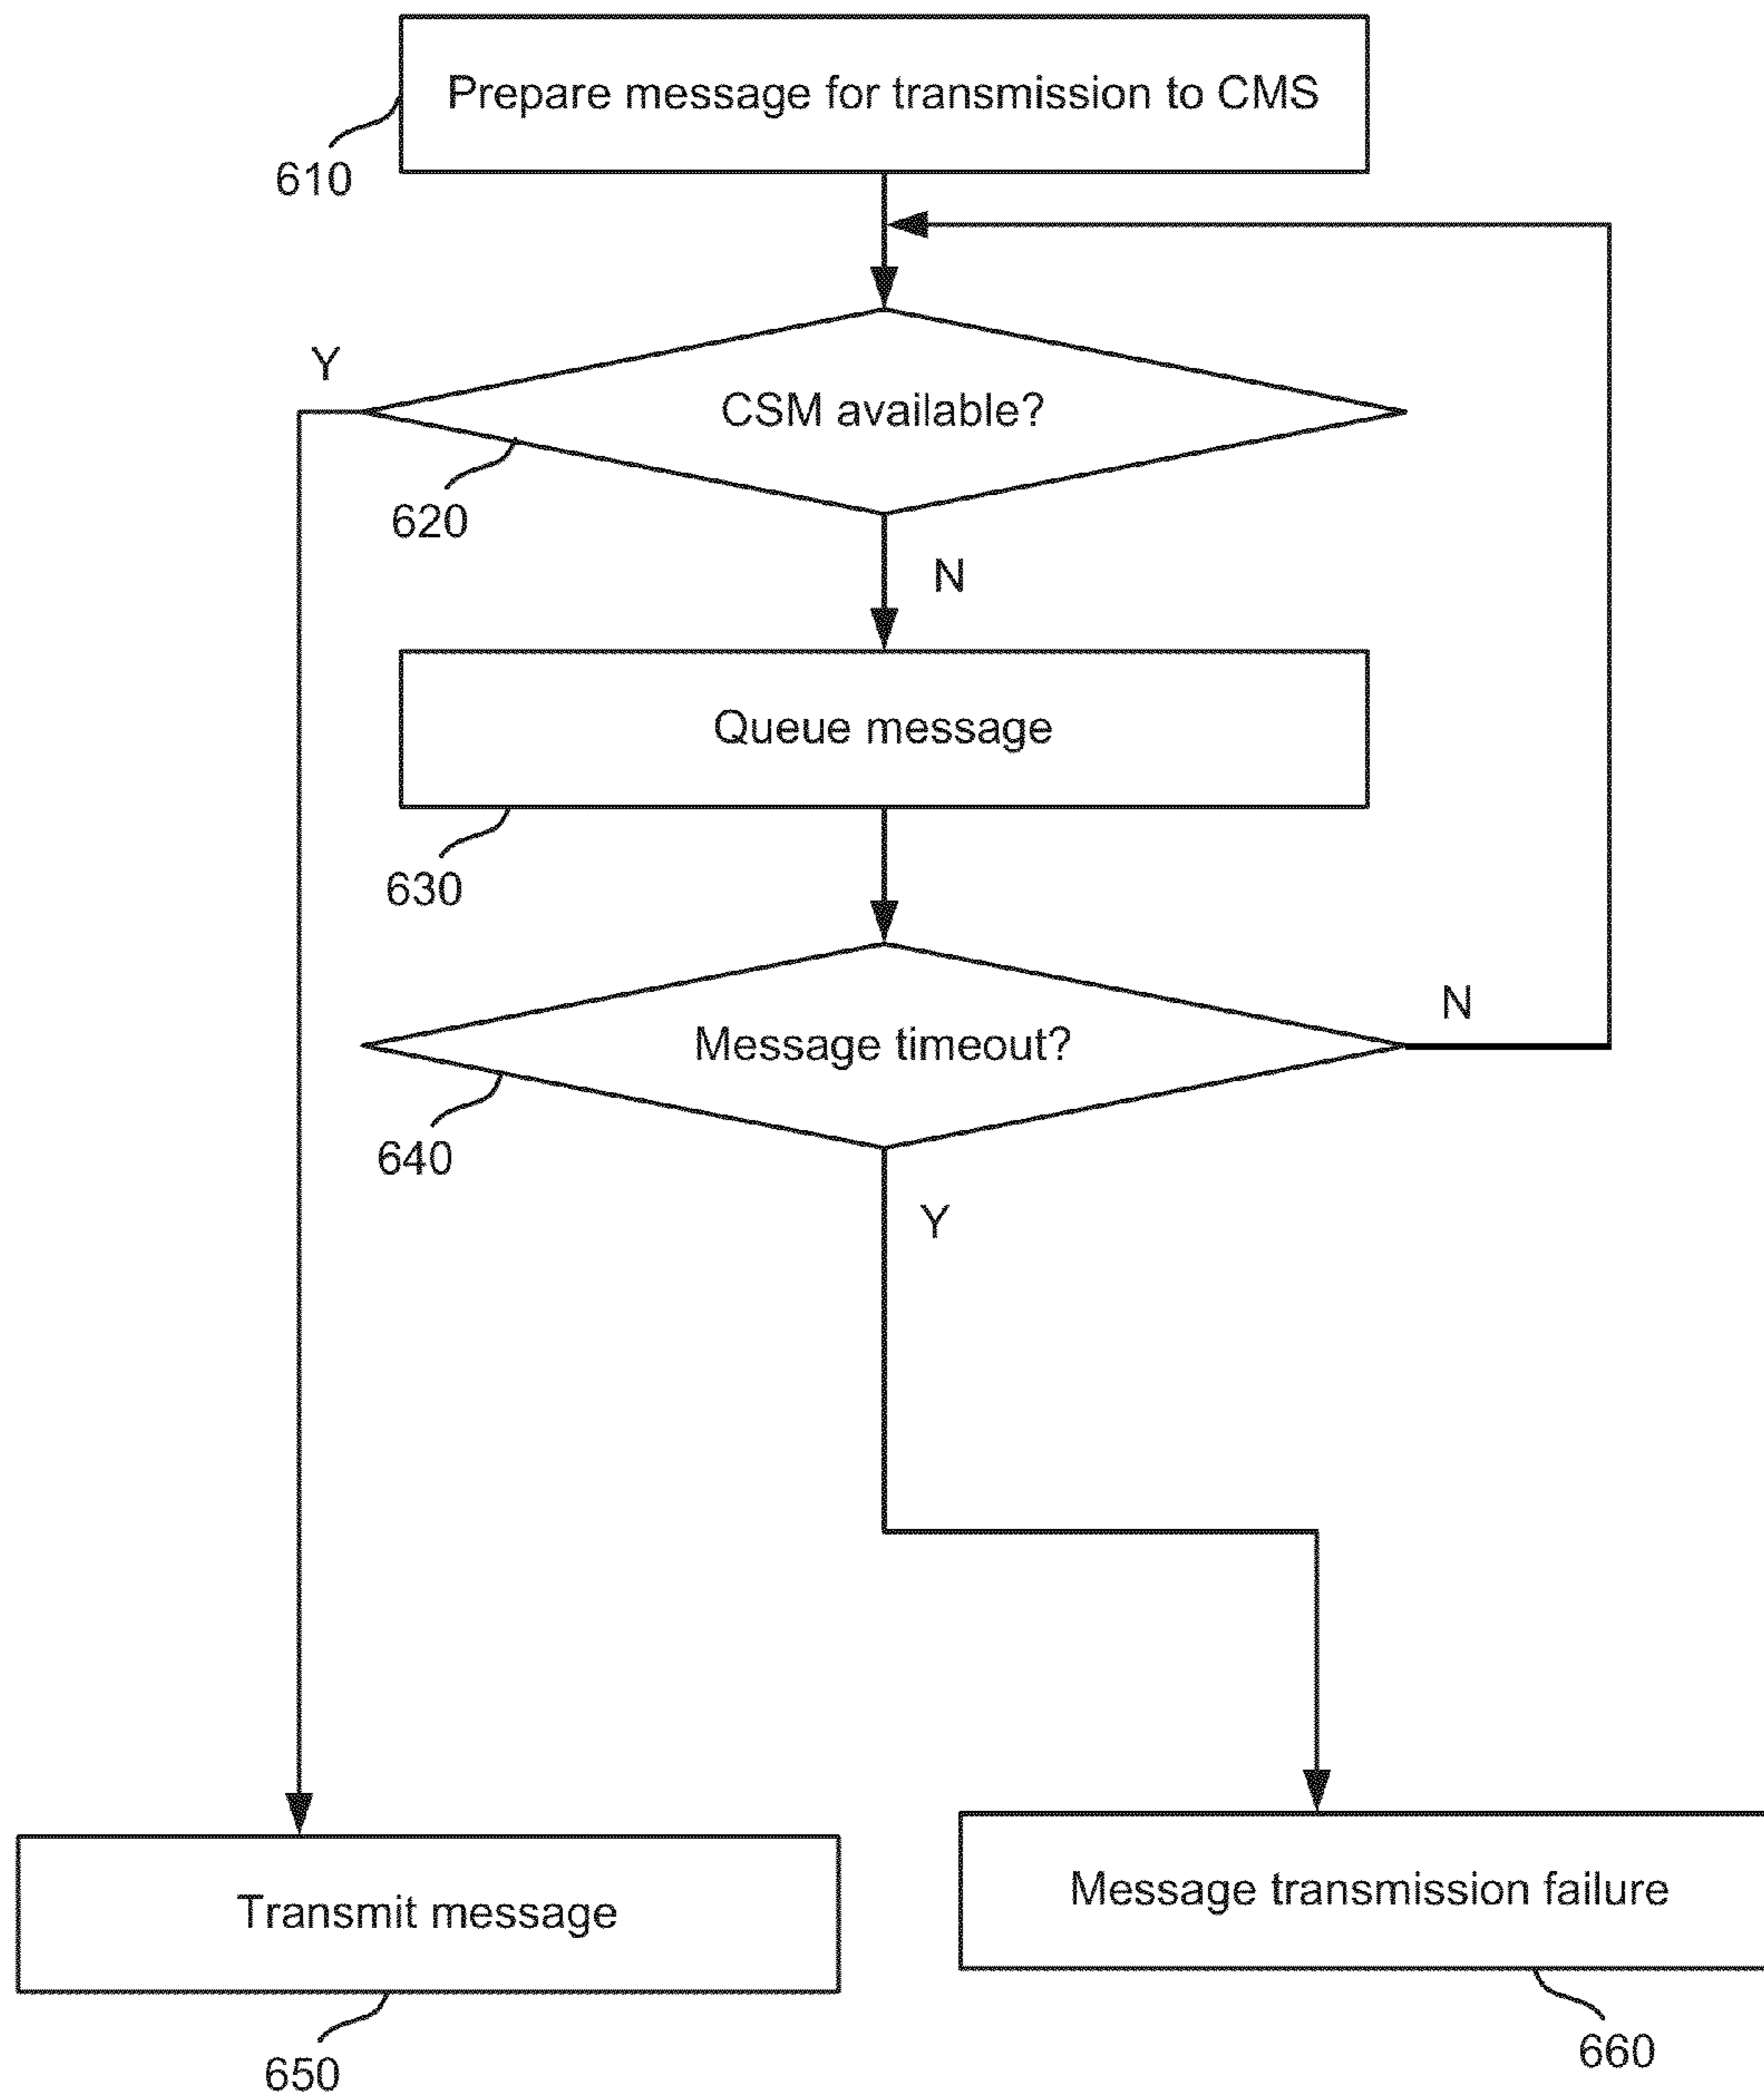 Prepare message for transmission to CMS
610
Y
CSM available?
620
N
Queue message
630
N
Message timeout?
640
Y
Message transmission failure
Transmit message
660
650